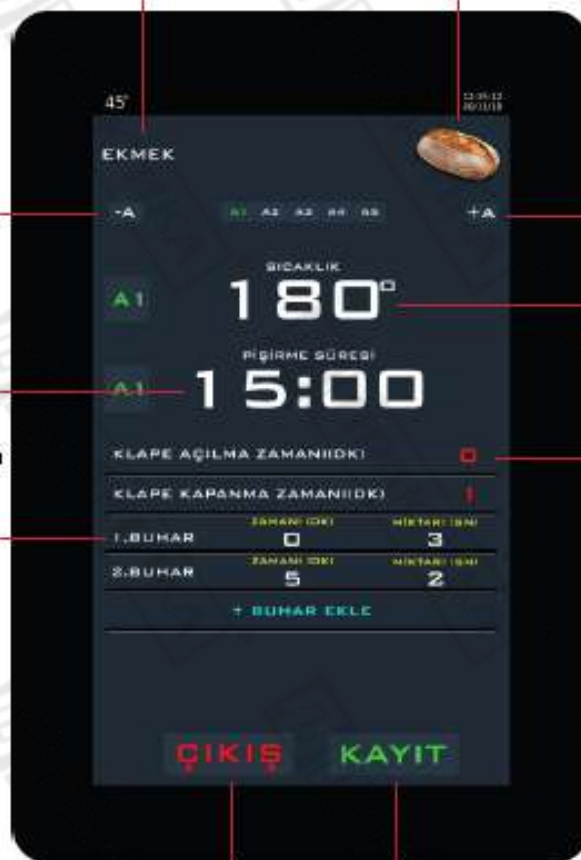 45°
EKMEK
-A A1 A2 A3 A4 A5 +A
SICAKLIK
A1 180°
PİŞİRME SÜRESİ
A1 15:00
KLAPE AÇILMA ZAMANI(DK) 0
KLAPE KAPANMA ZAMANI(DK) 1
ZAMANI (DK) MİKTARI (SN)
1.BUHAR 0 3
ZAMANI (DK) MİKTARI (SN)
2.BUHAR 5 2
+ BUHAR EKLE
ÇIKIŞ KAYIT